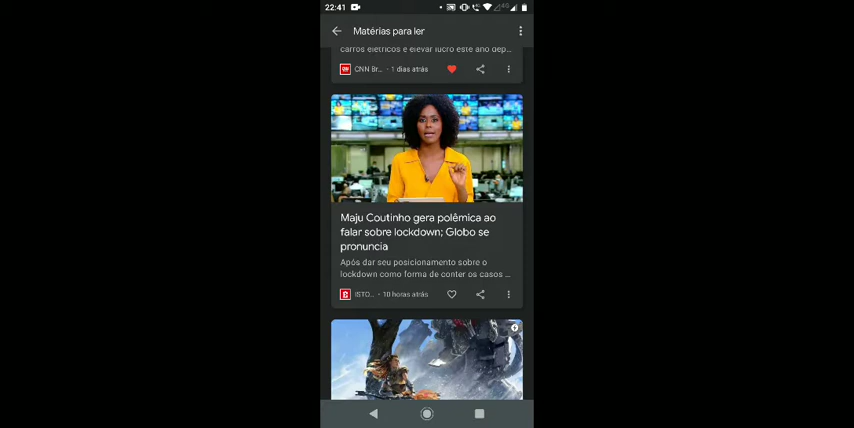 22:41
4G
Matérias para ler
carros elétricos e elevar lucro este ano dep...
CNN Br... • 1 dias atrás
Maju Coutinho gera polêmica ao
falar sobre lockdown; Globo se
pronuncia
Após dar seu posicionamento sobre o
lockdown como forma de conter os casos ...
ISTO... • 10 horas atrás